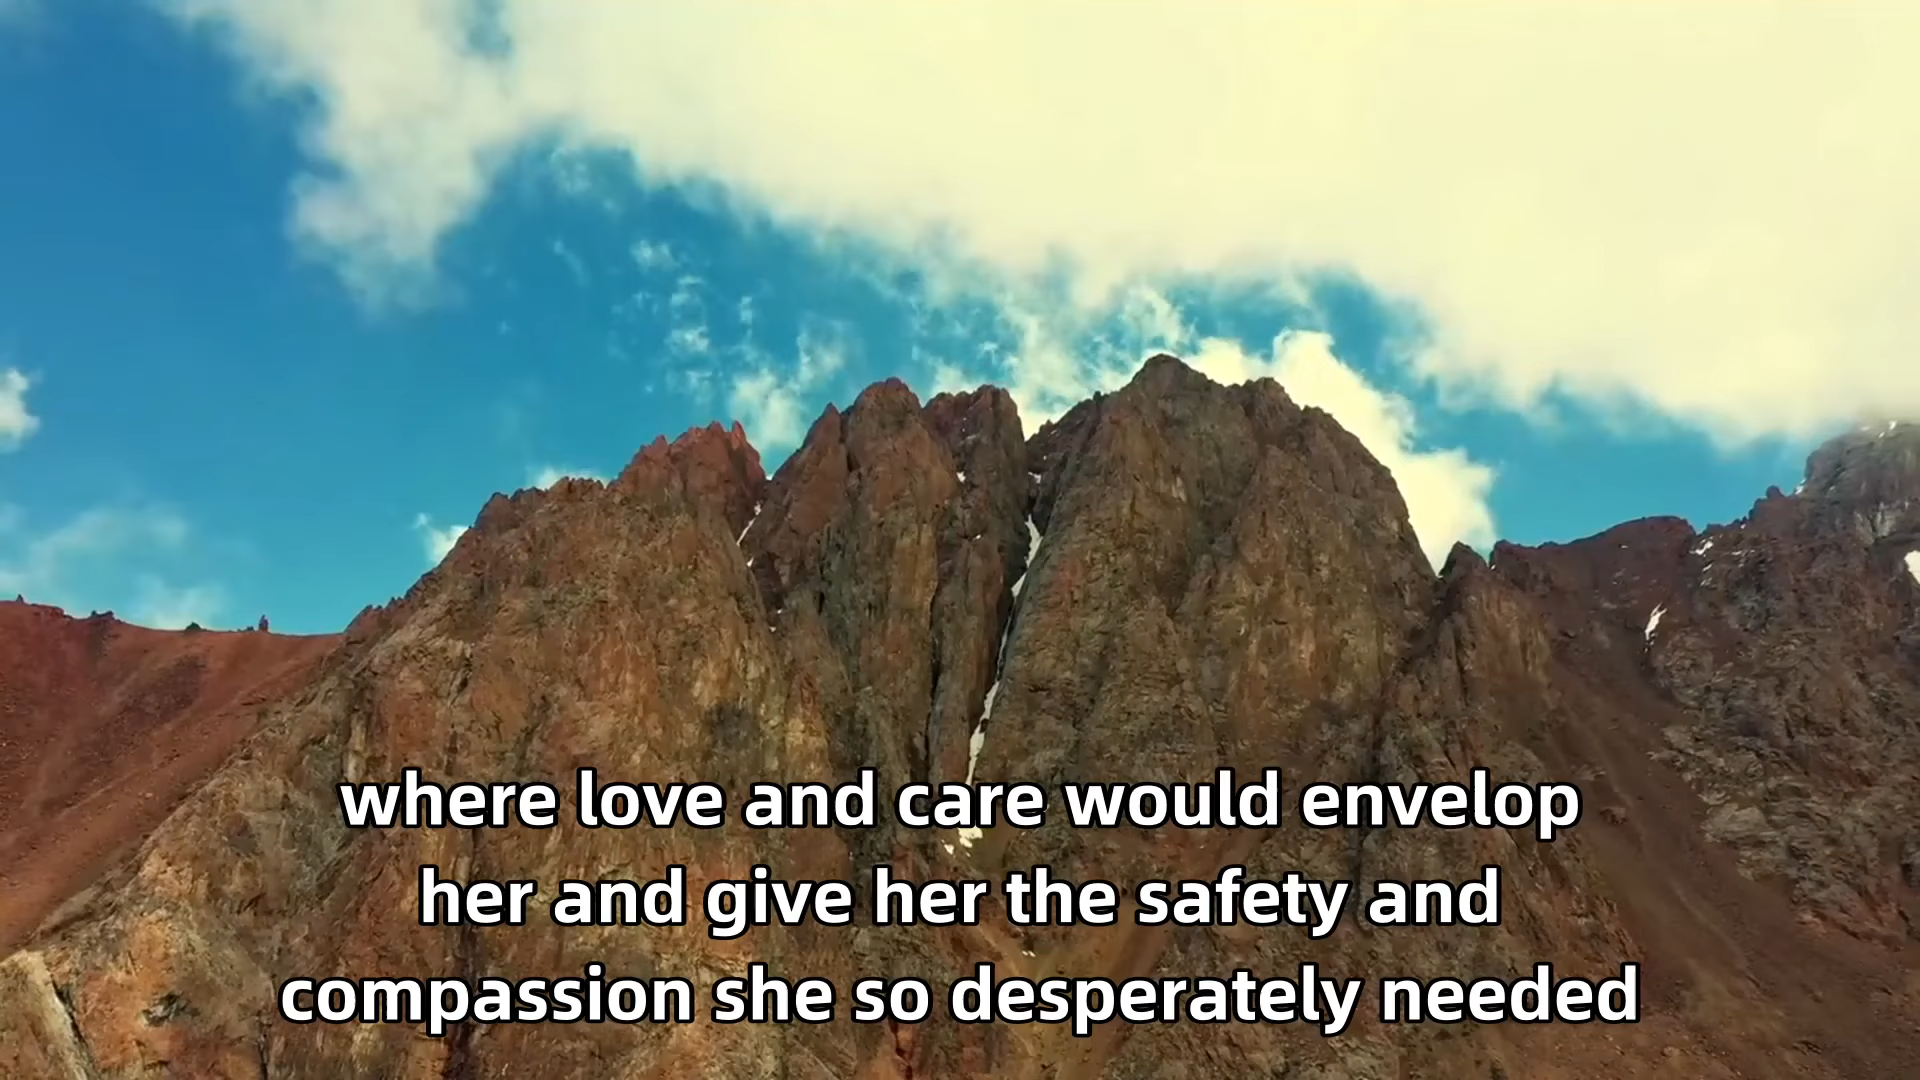 where love and care would envelop
her and give her the safety and
compassion she so desperately needed